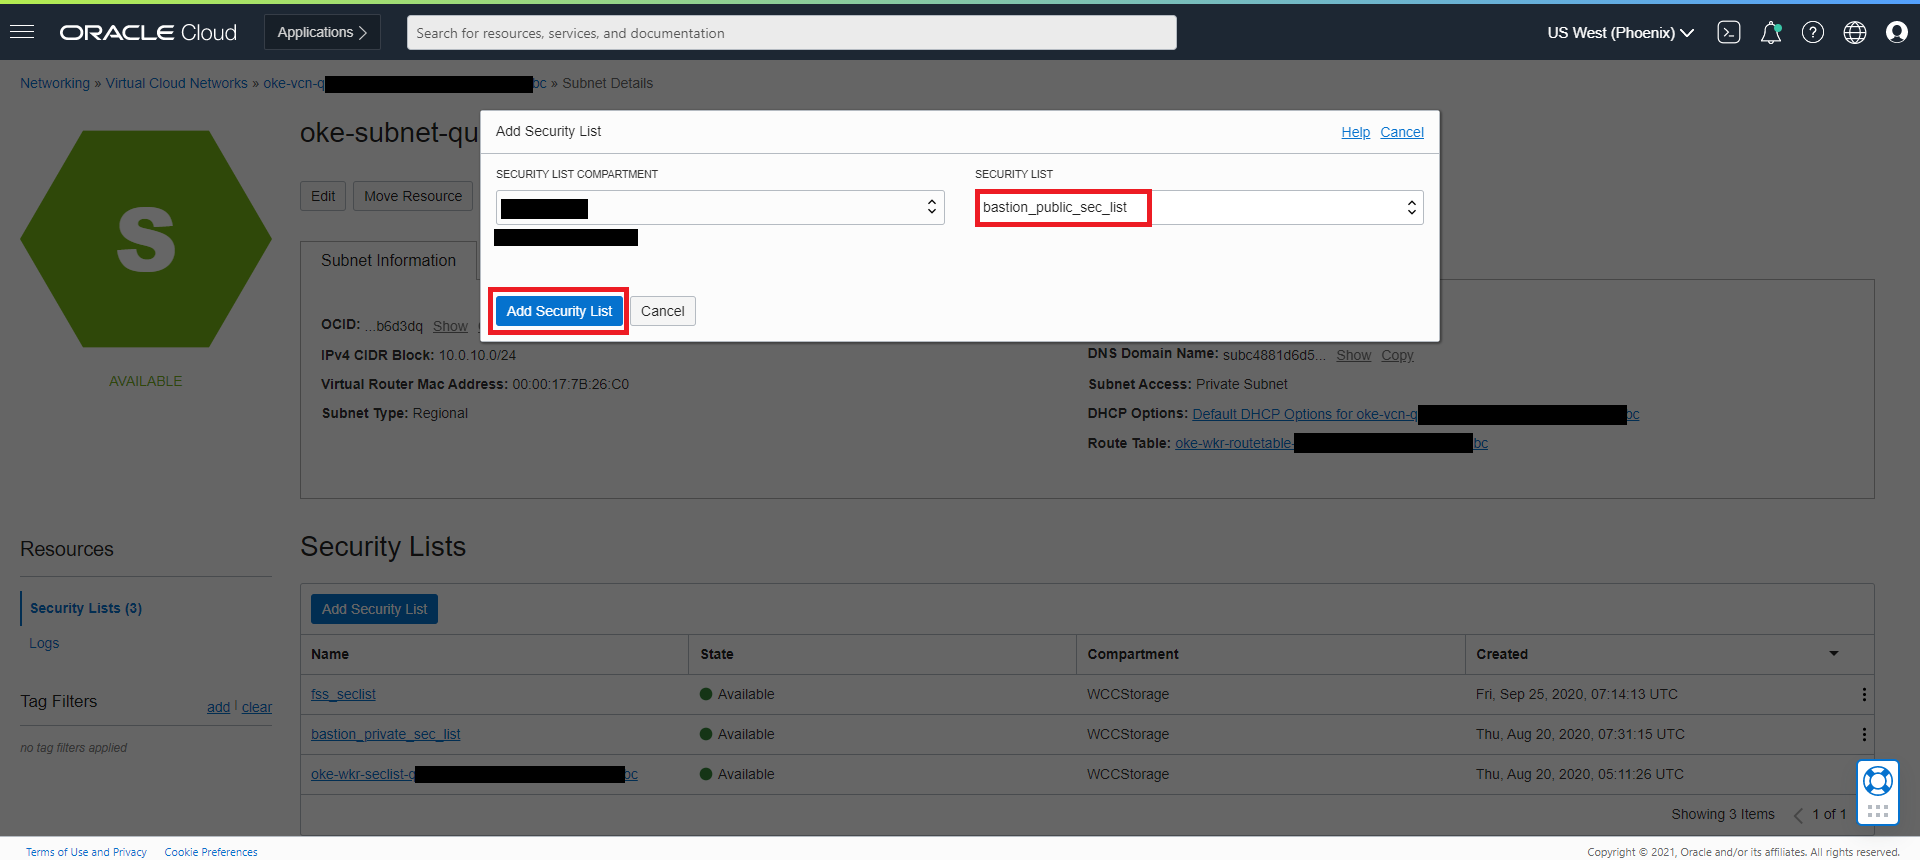 ORACLE Cloud
Applications
Search for resources, services, and documentation
US West (Phoenix)
Networking » Virtual Cloud Networks » oke-vcn-q bc » Subnet Details
oke-subnet-qu
Edit
Move Resource
Add Security List
Help Cancel
SECURITY LIST COMPARTMENT
SECURITY LIST
bastion_public_sec_list
Add Security List
Cancel
S
AVAILABLE
Subnet Information
OCID: ...b6d3dq Show
IPv4 CIDR Block: 10.0.10.0/24
Virtual Router Mac Address: 00:00:17:7B:26:C0
Subnet Type: Regional
DNS Domain Name: subc4881d6d5... Show Copy
Subnet Access: Private Subnet
DHCP Options: Default DHCP Options for oke-vcn-q bc
Route Table: oke-wkr-routetable- bc
Resources
Security Lists (3)
Logs
Tag Filters
add | clear
no tag filters applied
Security Lists
Add Security List
Name State Compartment Created
fss_seclist Available WCCStorage Fri, Sep 25, 2020, 07:14:13 UTC
bastion_private_sec_list Available WCCStorage Thu, Aug 20, 2020, 07:31:15 UTC
oke-wkr-seclist-q bc Available WCCStorage Thu, Aug 20, 2020, 05:11:26 UTC
Showing 3 Items 1 of 1
Terms of Use and Privacy Cookie Preferences
Copyright © 2021, Oracle and/or its affiliates. All rights reserved.